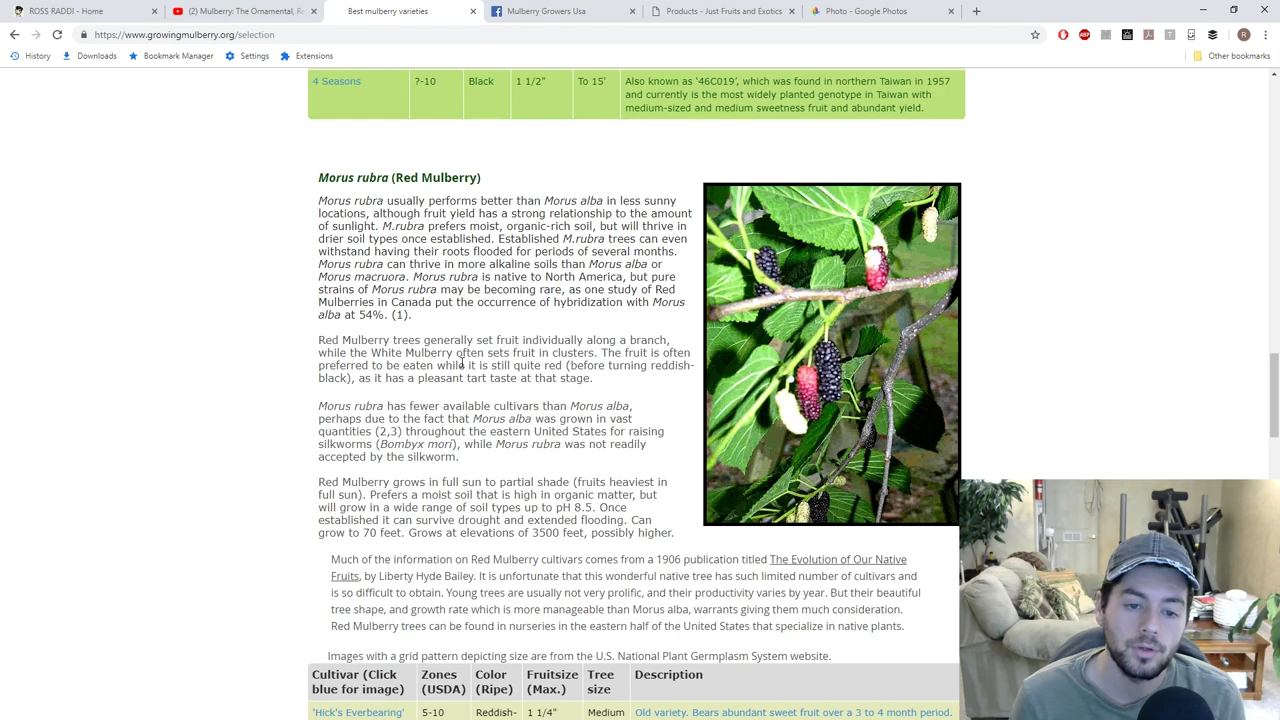 ROSS RADDI - Home
(2) Mulberry: The Ornamental, R
Best mulberry varieties
Mulberry Growers Usa
Products - Just Fruits and Exotics
Photo - Google Photos
https://www.growingmulberry.org/selection
History
Downloads
Bookmark Manager
Settings
Extensions
Other bookmarks
4 Seasons ?-10 Black 1 1/2" To 15' Also known as '46C019', which was found in northern Taiwan in 1957
and currently is the most widely planted genotype in Taiwan with
medium-sized and medium sweetness fruit and abundant yield.
Morus rubra (Red Mulberry)
Morus rubra usually performs better than Morus alba in less sunny
locations, although fruit yield has a strong relationship to the amount
of sunlight. M.rubra prefers moist, organic-rich soil, but will thrive in
drier soil types once established. Established M.rubra trees can even
withstand having their roots flooded for periods of several months.
Morus rubra can thrive in more alkaline soils than Morus alba or
Morus macruora. Morus rubra is native to North America, but pure
strains of Morus rubra may be becoming rare, as one study of Red
Mulberries in Canada put the occurrence of hybridization with Morus
alba at 54%. (1).
Red Mulberry trees generally set fruit individually along a branch,
while the White Mulberry often sets fruit in clusters. The fruit is often
preferred to be eaten while it is still quite red (before turning reddish-
black), as it has a pleasant tart taste at that stage.
Morus rubra has fewer available cultivars than Morus alba,
perhaps due to the fact that Morus alba was grown in vast
quantities (2,3) throughout the eastern United States for raising
silkworms (Bombyx mori), while Morus rubra was not readily
accepted by the silkworm.
Red Mulberry grows in full sun to partial shade (fruits heaviest in
full sun). Prefers a moist soil that is high in organic matter, but
will grow in a wide range of soil types up to pH 8.5. Once
established it can survive drought and extended flooding. Can
grow to 70 feet. Grows at elevations of 3500 feet, possibly higher.
Much of the information on Red Mulberry cultivars comes from a 1906 publication titled The Evolution of Our Native
Fruits, by Liberty Hyde Bailey. It is unfortunate that this wonderful native tree has such limited number of cultivars and
is so difficult to obtain. Young trees are usually not very prolific, and their productivity varies by year. But their beautiful
tree shape, and growth rate which is more manageable than Morus alba, warrants giving them much consideration.
Red Mulberry trees can be found in nurseries in the eastern half of the United States that specialize in native plants.
Images with a grid pattern depicting size are from the U.S. National Plant Germplasm System website.
Cultivar (Click Zones Color Fruitsize Tree Description
blue for image) (USDA) (Ripe) (Max.) size
'Hick's Everbearing' 5-10 Reddish- 1 1/4" Medium Old variety. Bears abundant sweet fruit over a 3 to 4 month period.